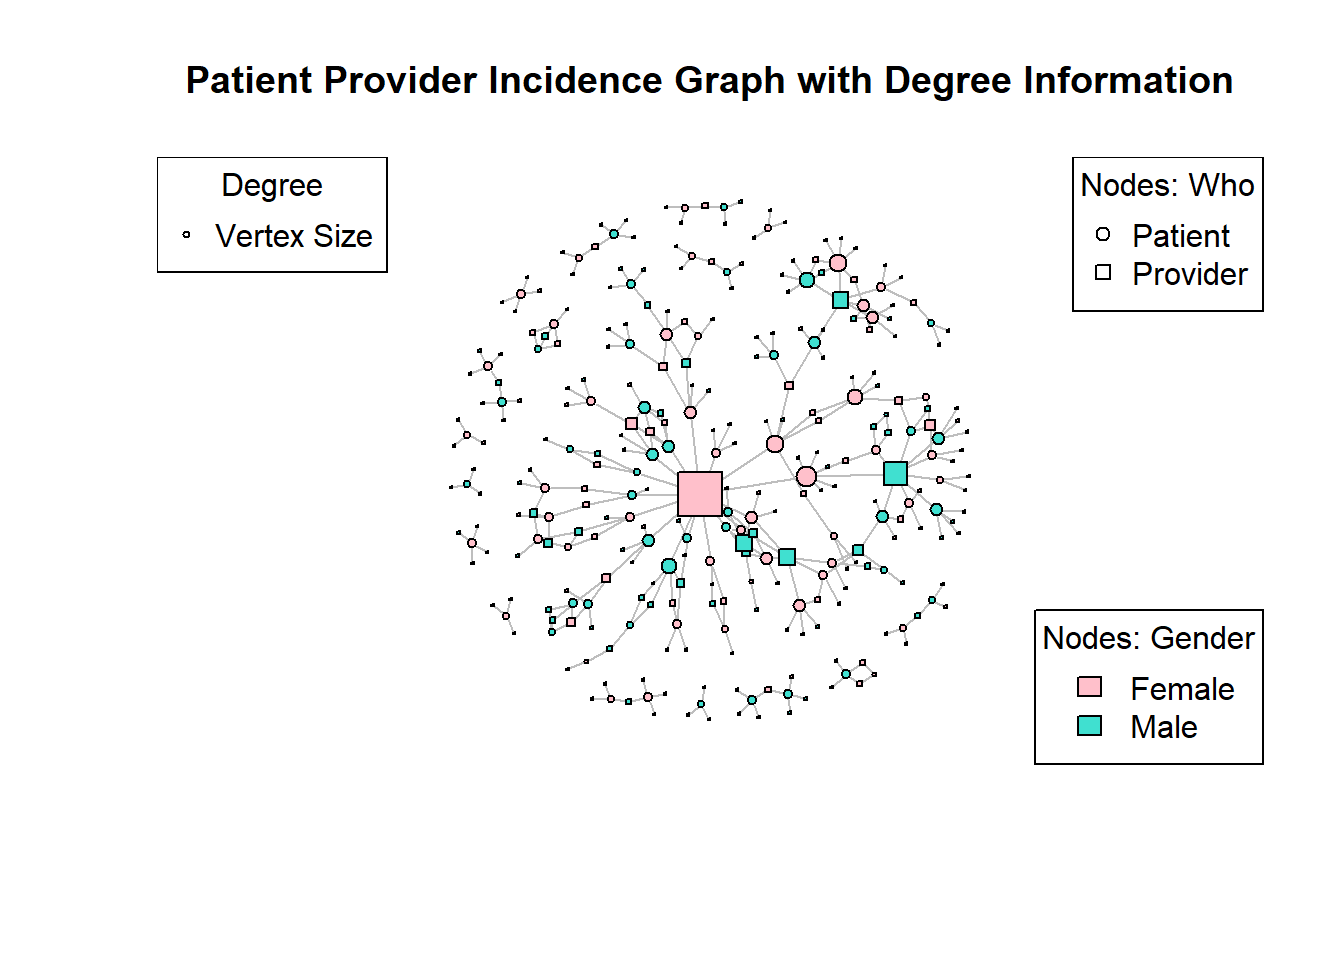 Patient Provider Incidence Graph with Degree Information
Degree
Vertex Size
Nodes: Who
Patient
Provider
Nodes: Gender
Female
Male